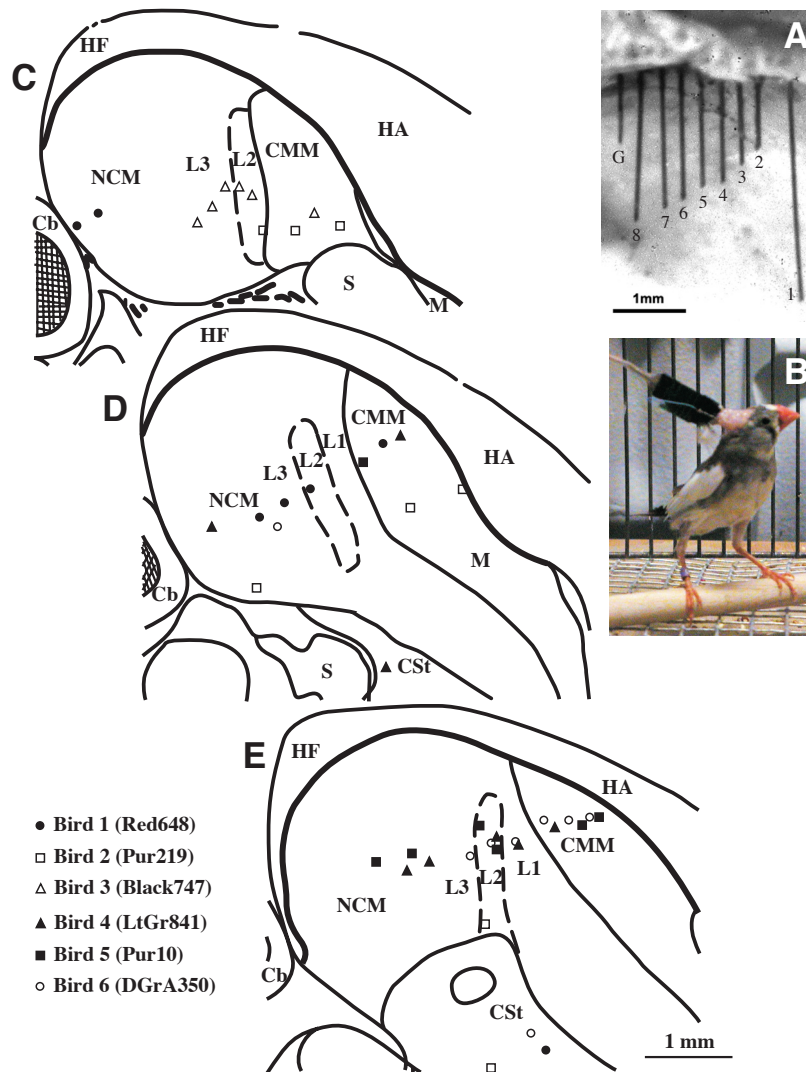 C
HF
HA
L3
L2
CMM
NCM
Cb
S
M
A
G
8
7
6
5
4
3
2
1
1mm
B
D
HF
CMM
L1
L2
L3
HA
NCM
M
Cb
S
CSt
E
HF
HA
CMM
L1
L2
L3
NCM
Cb
CSt
1 mm
Bird 1 (Red648)
Bird 2 (Pur219)
Bird 3 (Black747)
Bird 4 (LtGr841)
Bird 5 (Pur10)
Bird 6 (DGrA350)